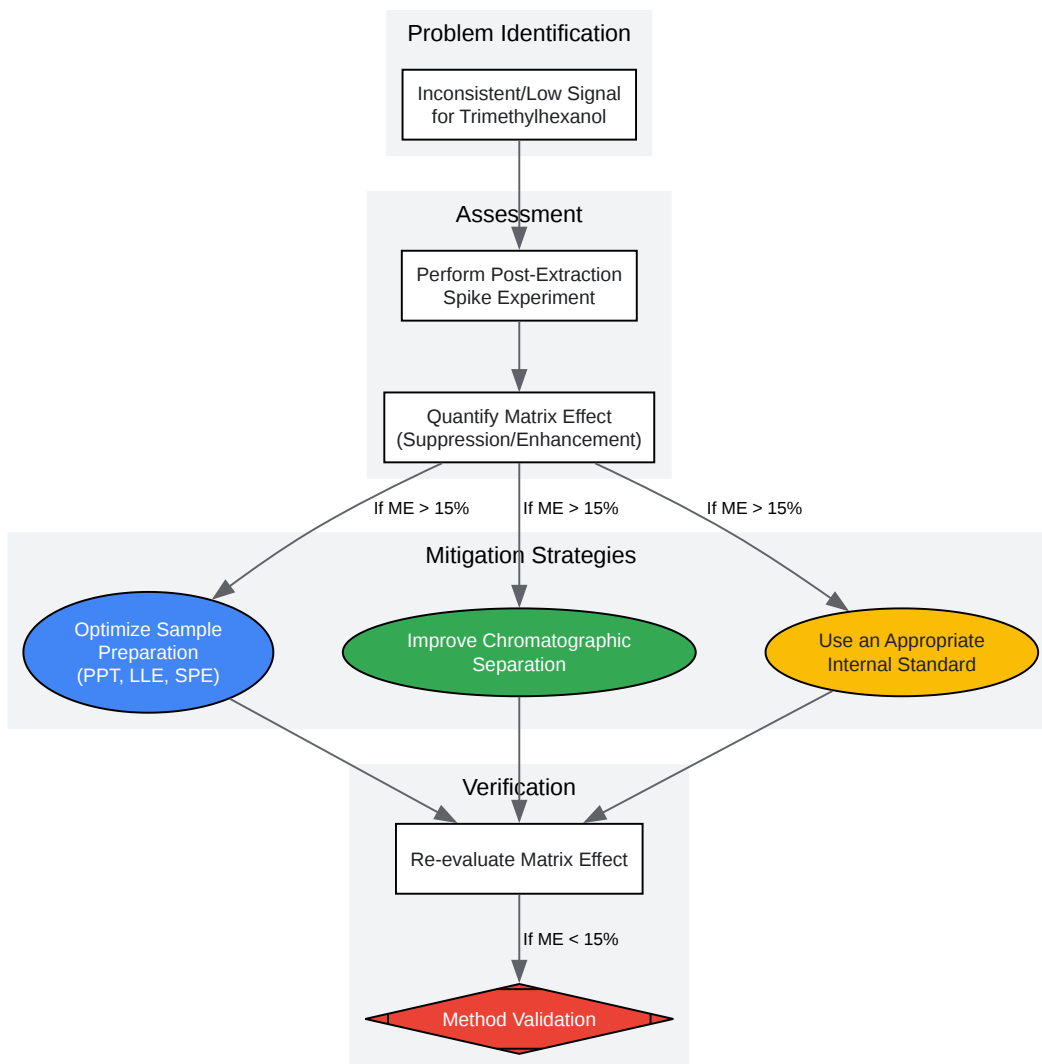 Problem Identification
Inconsistent/Low Signal
for Trimethylhexanol
Assessment
Perform Post-Extraction
Spike Experiment
Quantify Matrix Effect
(Suppression/Enhancement)
If ME > 15%
If ME > 15%
If ME > 15%
Mitigation Strategies
Optimize Sample
Preparation
(PPT, LLE, SPE)
Improve Chromatographic
Separation
Use an Appropriate
Internal Standard
Verification
Re-evaluate Matrix Effect
If ME < 15%
Method Validation